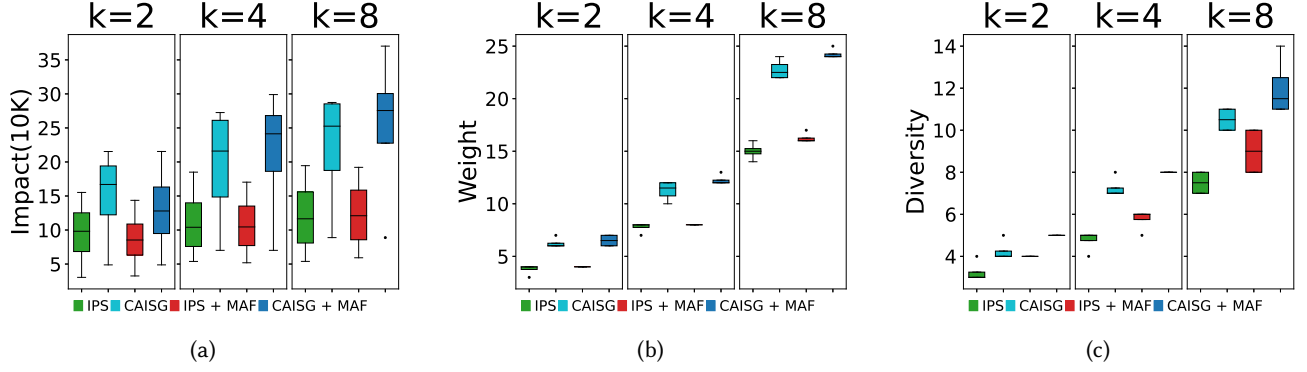 k=2 k=4 k=8
Impact(10K)
35
30
25
20
15
10
5
IPS CAISG IPS + MAF CAISG + MAF
(a)
k=2 k=4 k=8
Weight
25
20
15
10
5
IPS CAISG IPS + MAF CAISG + MAF
(b)
k=2 k=4 k=8
Diversity
14
12
10
8
6
4
IPS CAISG IPS + MAF CAISG + MAF
(c)